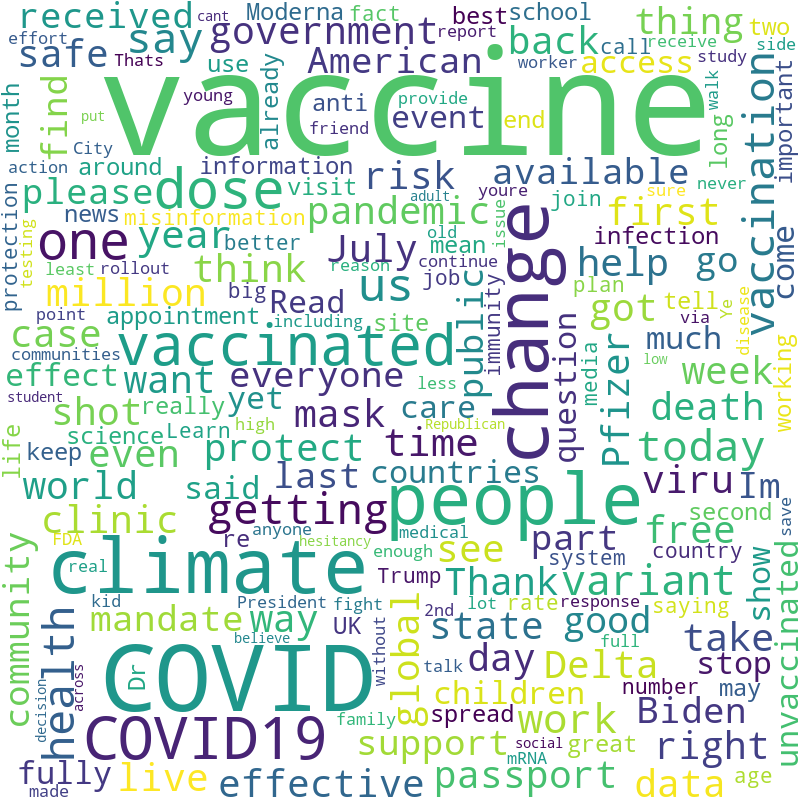 effort cant received Moderna fact best school thing two
Thats safe say government report back call receive study side
month find use American access worker
vaccine
young already anti provide event end long walk important
put City friend
action around information risk available vaccination
protection please dose visit adult youre join sure never
news misinformation pandemic old issue first
testing one year better July mean infection come
least rollout think us continue reason help go
million big Read job immunity plan got tell Ye
point appointment including site public change via disease
case communities vaccinated question media much low working
effect want everyone less Pfizer week
student shot really yet mask care death
life keep science Learn high Republican
even protect time today
world said last countries viru Im
clinic getting people second save
FDA re anyone medical part free
real hesitancy enough see system country
climate Trump Thank variant show
kid President fight 2nd lot rate response saying
community mandate way UK state good take
believe without global full
health Dr COVID talk day Delta stop unvaccinated
decision across children number may
family spread work Biden
COVID19 support social great right
fully live effective mRNA passport data age
made